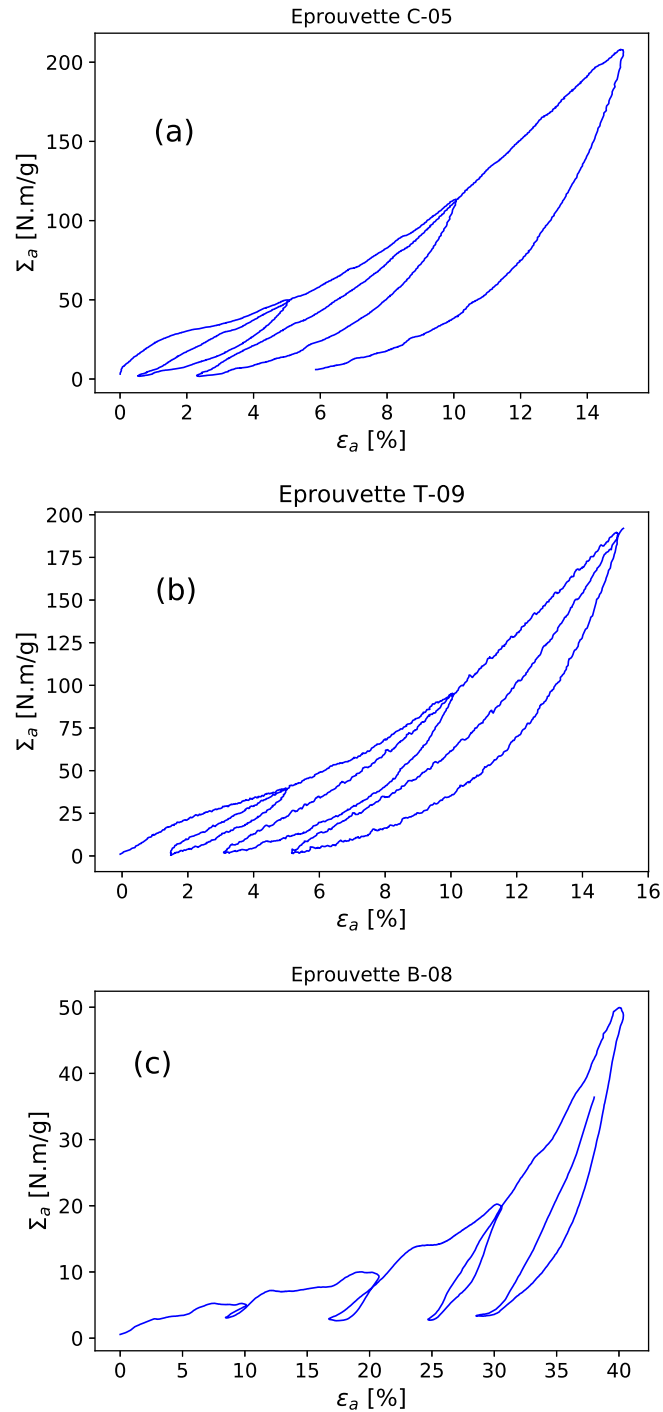 Eprouvette C-05
200
150
100
50
0
Σa [N.m/g]
(a)
0 2 4 6 8 10 12 14
εa [%]
Eprouvette T-09
200
175
150
125
100
75
50
25
0
Σa [N.m/g]
(b)
0 2 4 6 8 10 12 14 16
εa [%]
Eprouvette B-08
50
40
30
20
10
0
Σa [N.m/g]
(c)
0 5 10 15 20 25 30 35 40
εa [%]